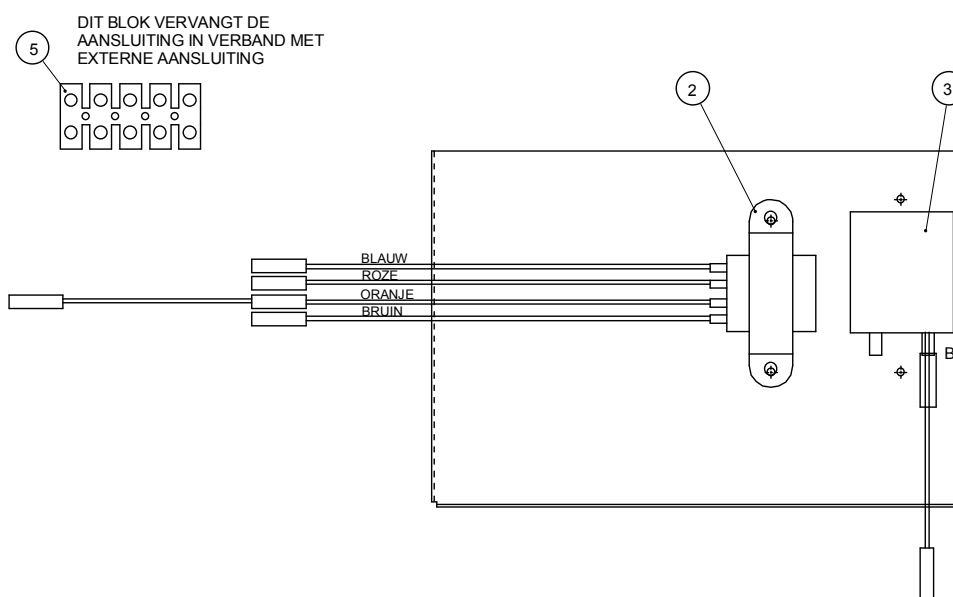 DIT BLOK VERVANGT DE
AANSLUITING IN VERBAND MET
EXTERNE AANSLUITING
5
2
3
BLAUW
ROZE
ORANJE
BRUIN
B